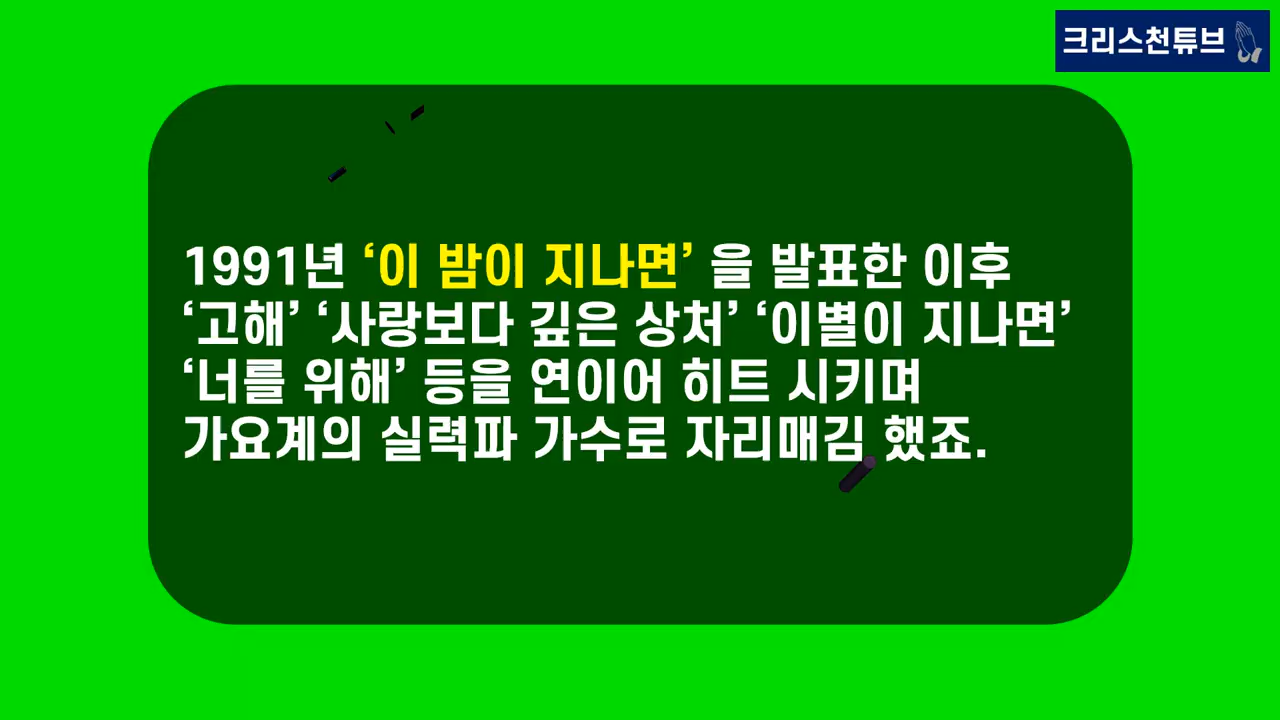 크리스천튜브
1991년 ‘이 밤이 지나면’ 을 발표한 이후
‘고해’ ‘사랑보다 깊은 상처’ ‘이별이 지나면’
‘너를 위해’ 등을 연이어 히트 시키며
가요계의 실력파 가수로 자리매김 했죠.